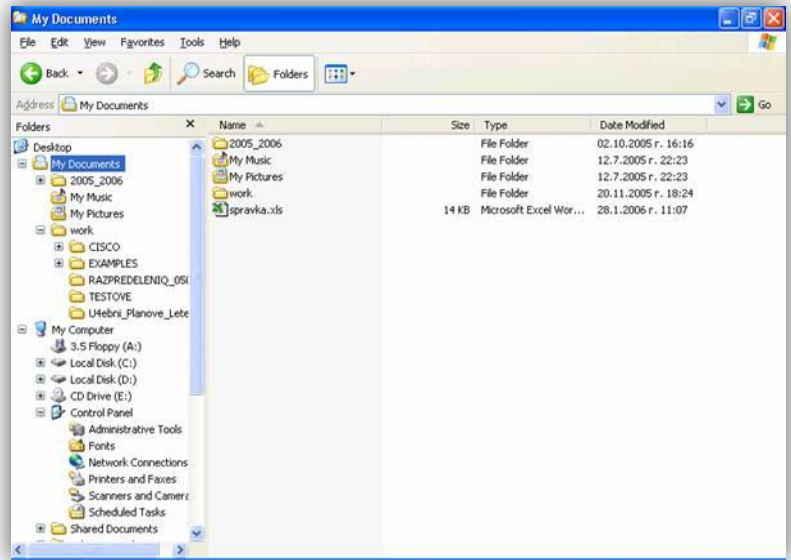 My Documents
File Edit View Favorites Tools Help
Back Search Folders
Address My Documents Go
Folders
Desktop
My Documents
2005_2006
My Music
My Pictures
work
CISCO
EXAMPLES
RAZPREDELENIQ_05
TESTOVE
U4ebni_Planove_Lete
My Computer
3.5 Floppy (A:)
Local Disk (C:)
Local Disk (D:)
CD Drive (E:)
Control Panel
Administrative Tools
Fonts
Network Connections
Printers and Faxes
Scanners and Camera
Scheduled Tasks
Shared Documents
Name Size Type Date Modified
2005_2006 File Folder 02.10.2005 г. 16:16
My Music File Folder 12.7.2005 г. 22:23
My Pictures File Folder 12.7.2005 г. 22:23
work File Folder 20.11.2005 г. 18:24
spravka.xls 14 KB Microsoft Excel Wor... 28.1.2006 г. 11:07